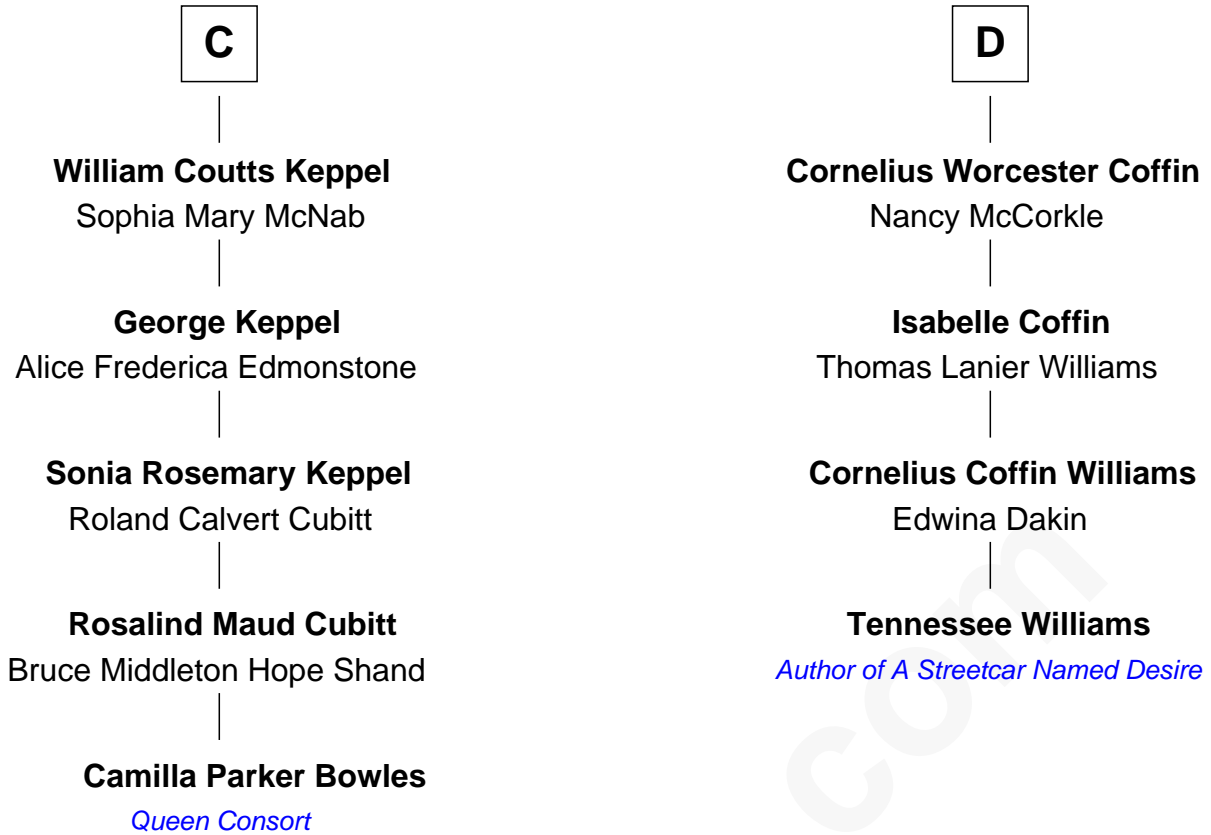 C
William Coutts Keppel
Sophia Mary McNab
George Keppel
Alice Frederica Edmonstone
Sonia Rosemary Keppel
Roland Calvert Cubitt
Rosalind Maud Cubitt
Bruce Middleton Hope Shand
Camilla Parker Bowles
Queen Consort
D
Cornelius Worcester Coffin
Nancy McCorkle
Isabelle Coffin
Thomas Lanier Williams
Cornelius Coffin Williams
Edwina Dakin
Tennessee Williams
Author of A Streetcar Named Desire
com